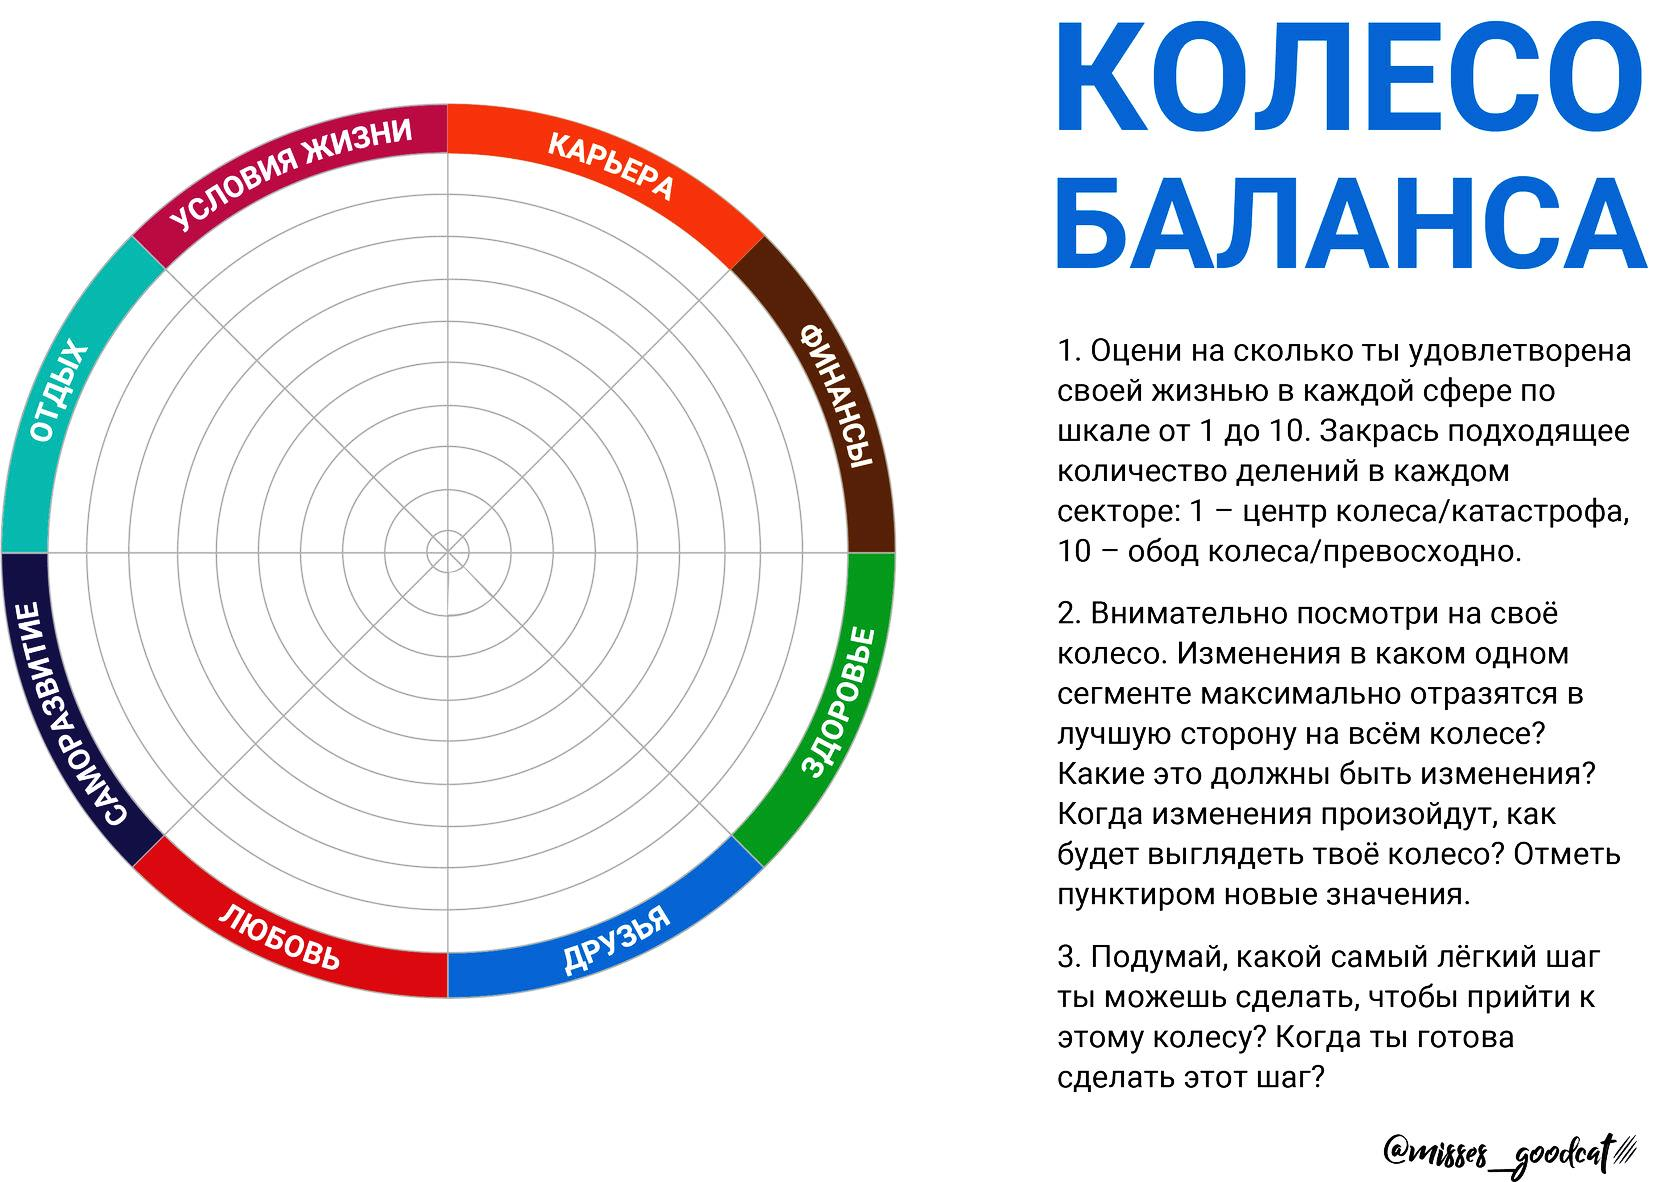 КОЛЕСО
БАЛАНСА
УСЛОВИЯ ЖИЗНИ
КАРЬЕРА
ФИНАНСЫ
ЗДОРОВЬЕ
ДРУЗЬЯ
ЛЮБОВЬ
САМОРАЗВИТИЕ
ОТДЫХ
1. Оцени на сколько ты удовлетворена
своей жизнью в каждой сфере по
шкале от 1 до 10. Закрась подходящее
количество делений в каждом
секторе: 1 – центр колеса/катастрофа,
10 – обод колеса/превосходно.
2. Внимательно посмотри на своё
колесо. Изменения в каком одном
сегменте максимально отразятся в
лучшую сторону на всём колесе?
Какие это должны быть изменения?
Когда изменения произойдут, как
будет выглядеть твоё колесо? Отметь
пунктиром новые значения.
3. Подумай, какой самый лёгкий шаг
ты можешь сделать, чтобы прийти к
этому колесу? Когда ты готова
сделать этот шаг?
@misses_goodcat